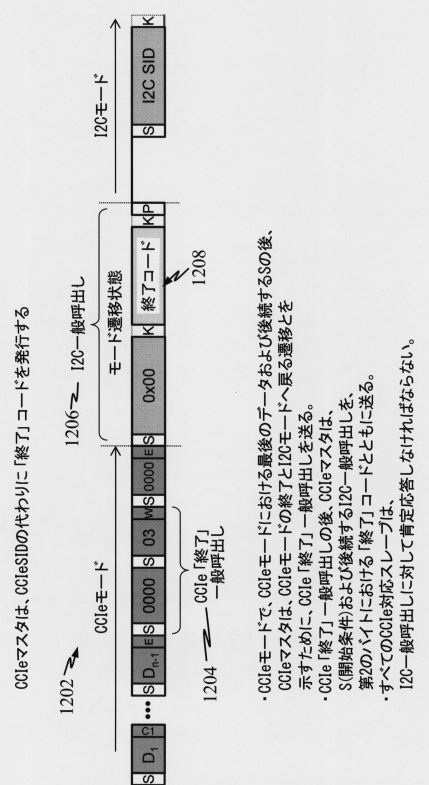 CCIeマスタは、CCIeSIDの代わりに「終了」コードを発行する
1202
CCIeモード
1206
I2C一般呼出し
モード遷移状態
I2Cモード
S D₁ C1 ••• S Dn-1 E S 0000 S 03 W S 0000 E S 0x00 K 終了コード K P S I2C SID K
1204
CCIe「終了」
一般呼出し
1208
・CCIeモードで、CCIeモードにおける最後のデータおよび後続するSの後、
CCIeマスタは、CCIeモードの終了とI2Cモードへ戻る遷移とを
示すために、CCIe「終了」一般呼出しを送る。
・CCIe「終了」一般呼出しの後、CCIeマスタは、
S(開始条件)および後続するI2C一般呼出しを、
第2のバイトにおける「終了」コードとともに送る。
・すべてのCCIe対応スレーブは、
I2C一般呼出しに対して肯定応答しなければならない。